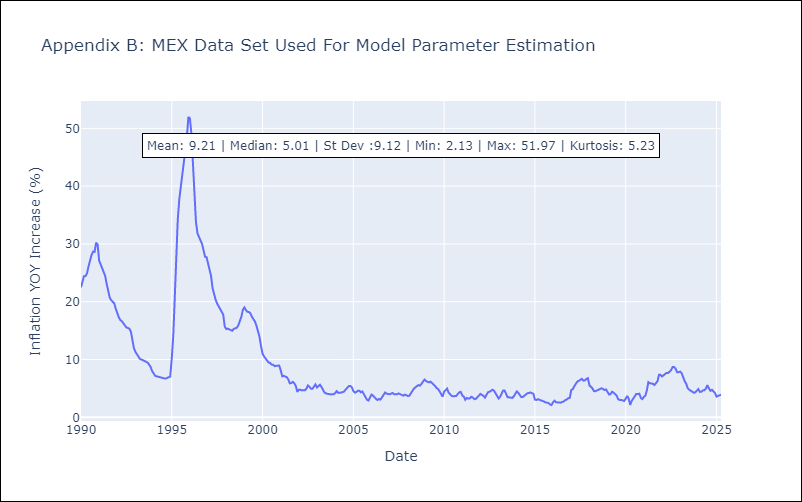 Appendix B: MEX Data Set Used For Model Parameter Estimation
50
Mean: 9.21 | Median: 5.01 | St Dev :9.12 | Min: 2.13 | Max: 51.97 | Kurtosis: 5.23
40
30
20
10
0
Inflation YOY Increase (%)
1990 1995 2000 2005 2010 2015 2020 2025
Date